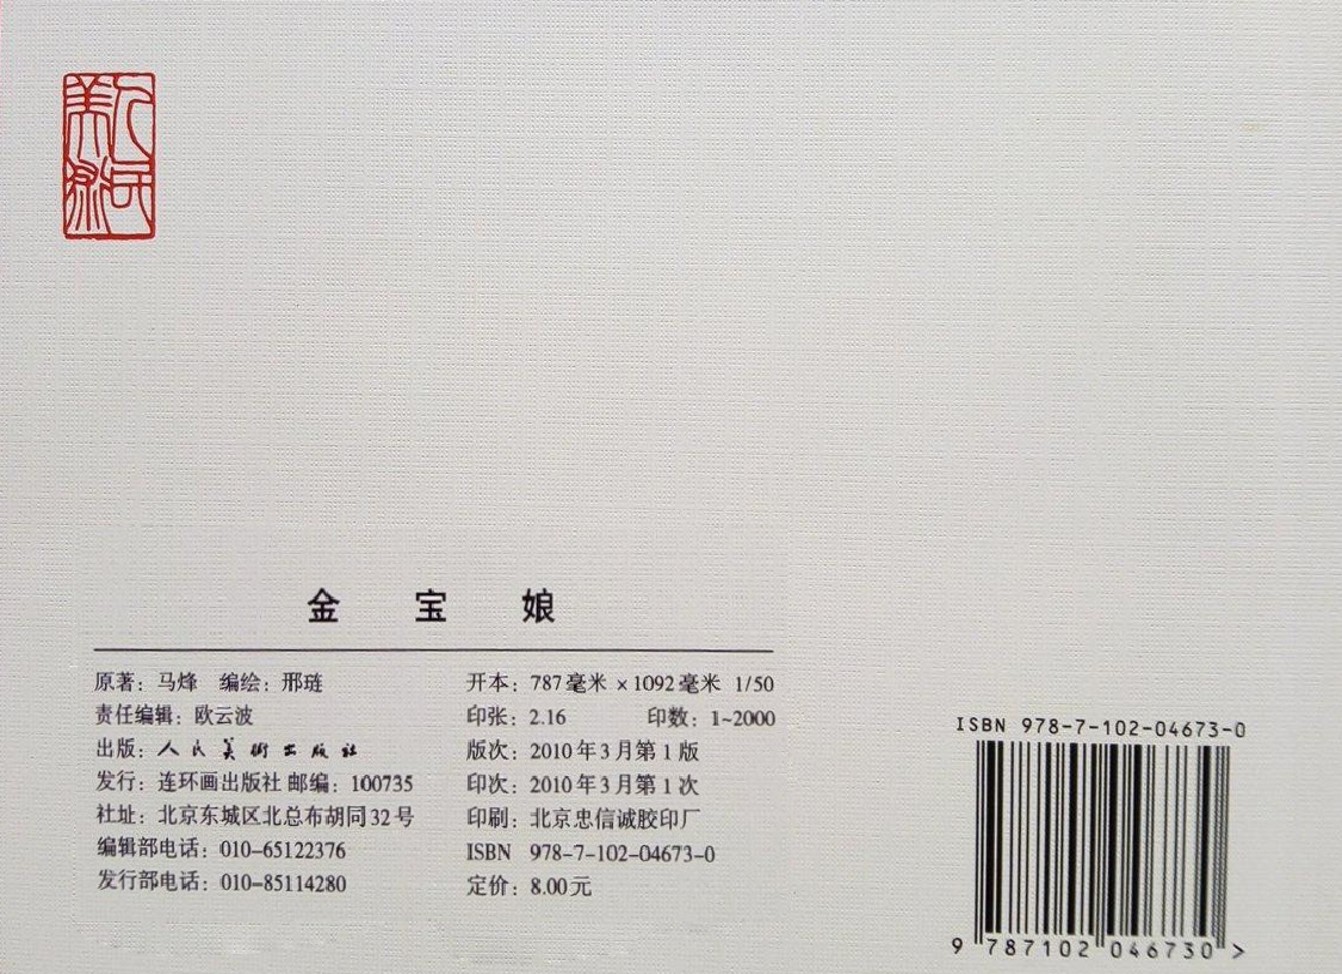 人民美術
金宝娘
原著：马烽 编绘：邢琏
责任编辑：欧云波
出版：人民美術出版社
发行：连环画出版社 邮编：100735
社址：北京东城区北总布胡同32号
编辑部电话：010-65122376
发行部电话：010-85114280
开本：787毫米×1092毫米 1/50
印张：2.16 印数：1~2000
版次：2010年3月第1版
印次：2010年3月第1次
印刷：北京忠信诚胶印厂
ISBN 978-7-102-04673-0
定价：8.00元
ISBN 978-7-102-04673-0
9 787102 046730 >